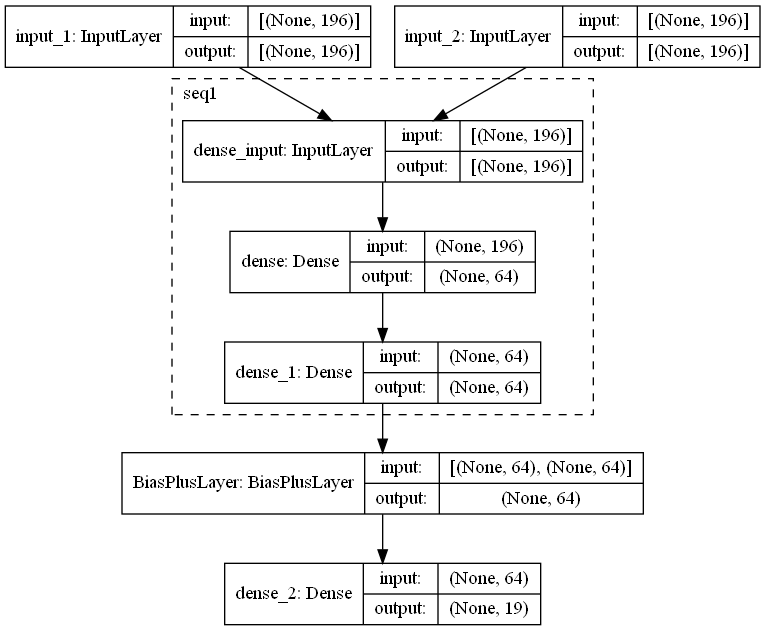 input_1: InputLayer
input: [(None, 196)]
output: [(None, 196)]
input_2: InputLayer
input: [(None, 196)]
output: [(None, 196)]
seq1
dense_input: InputLayer
input: [(None, 196)]
output: [(None, 196)]
dense: Dense
input: (None, 196)
output: (None, 64)
dense_1: Dense
input: (None, 64)
output: (None, 64)
BiasPlusLayer: BiasPlusLayer
input: [(None, 64), (None, 64)]
output: (None, 64)
dense_2: Dense
input: (None, 64)
output: (None, 19)